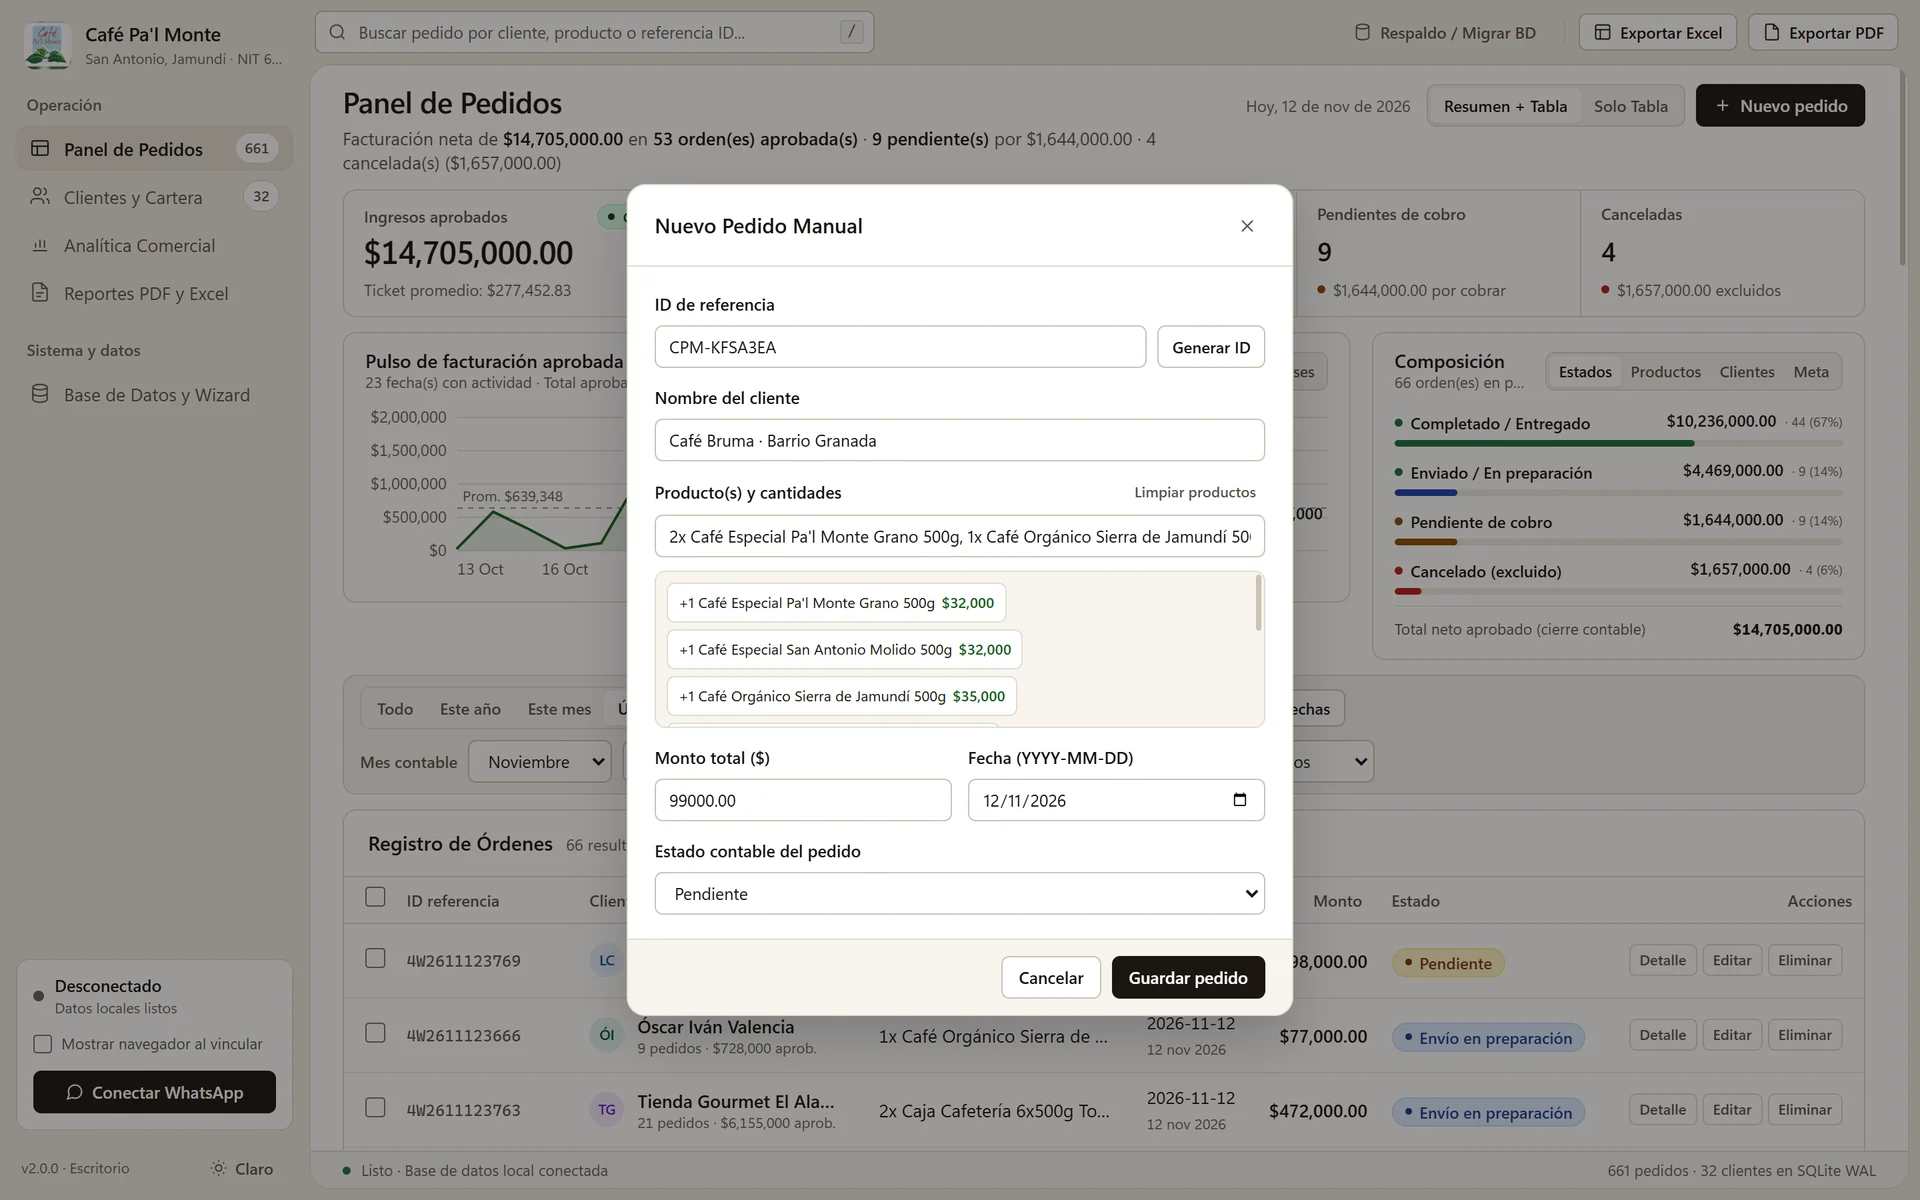 Café Pa'l Monte
San Antonio, Jamundí · NIT 6...
Buscar pedido por cliente, producto o referencia ID...
/
Respaldo / Migrar BD
Exportar Excel
Exportar PDF
Operación
Panel de Pedidos
661
Clientes y Cartera
32
Analítica Comercial
Reportes PDF y Excel
Sistema y datos
Base de Datos y Wizard
Desconectado
Datos locales listos
Mostrar navegador al vincular
Conectar WhatsApp
v2.0.0 · Escritorio
Claro
Panel de Pedidos
Facturación neta de $14,705,000.00 en 53 orden(es) aprobada(s) · 9 pendiente(s) por $1,644,000.00 · 4
cancelada(s) ($1,657,000.00)
Hoy, 12 de nov de 2026
Resumen + Tabla
Solo Tabla
+ Nuevo pedido
Ingresos aprobados
$14,705,000.00
Ticket promedio: $277,452.83
Pendientes de cobro
9
$1,644,000.00 por cobrar
Canceladas
4
$1,657,000.00 excluidos
Pulso de facturación aprobada
23 fecha(s) con actividad · Total aproba
$2,000,000
$1,500,000
$1,000,000
$500,000
$0
Prom. $639,348
13 Oct
16 Oct
ses
,000
Composición
66 orden(es) en p...
Estados
Productos
Clientes
Meta
Completado / Entregado
$10,236,000.00 · 44 (67%)
Enviado / En preparación
$4,469,000.00 · 9 (14%)
Pendiente de cobro
$1,644,000.00 · 9 (14%)
Cancelado (excluido)
$1,657,000.00 · 4 (6%)
Total neto aprobado (cierre contable)
$14,705,000.00
Todo
Este año
Este mes
Ú
echas
Mes contable
Noviembre
os
Registro de Órdenes
66 result
ID referencia
Clien
Monto
Estado
Acciones
4W2611123769
LC
98,000.00
Pendiente
Detalle
Editar
Eliminar
4W2611123666
ÓI
Óscar Iván Valencia
9 pedidos · $728,000 aprob.
1x Café Orgánico Sierra de ...
2026-11-12
12 nov 2026
$77,000.00
Envío en preparación
Detalle
Editar
Eliminar
4W2611123763
TG
Tienda Gourmet El Ala...
21 pedidos · $6,155,000 aprob.
2x Caja Cafetería 6x500g To...
2026-11-12
12 nov 2026
$472,000.00
Envío en preparación
Detalle
Editar
Eliminar
Listo · Base de datos local conectada
661 pedidos · 32 clientes en SQLite WAL
Nuevo Pedido Manual
ID de referencia
CPM-KFSA3EA
Generar ID
Nombre del cliente
Café Bruma · Barrio Granada
Producto(s) y cantidades
Limpiar productos
2x Café Especial Pa'l Monte Grano 500g, 1x Café Orgánico Sierra de Jamundí 50
+1 Café Especial Pa'l Monte Grano 500g $32,000
+1 Café Especial San Antonio Molido 500g $32,000
+1 Café Orgánico Sierra de Jamundí 500g $35,000
Monto total ($)
99000.00
Fecha (YYYY-MM-DD)
12/11/2026
Estado contable del pedido
Pendiente
Cancelar
Guardar pedido